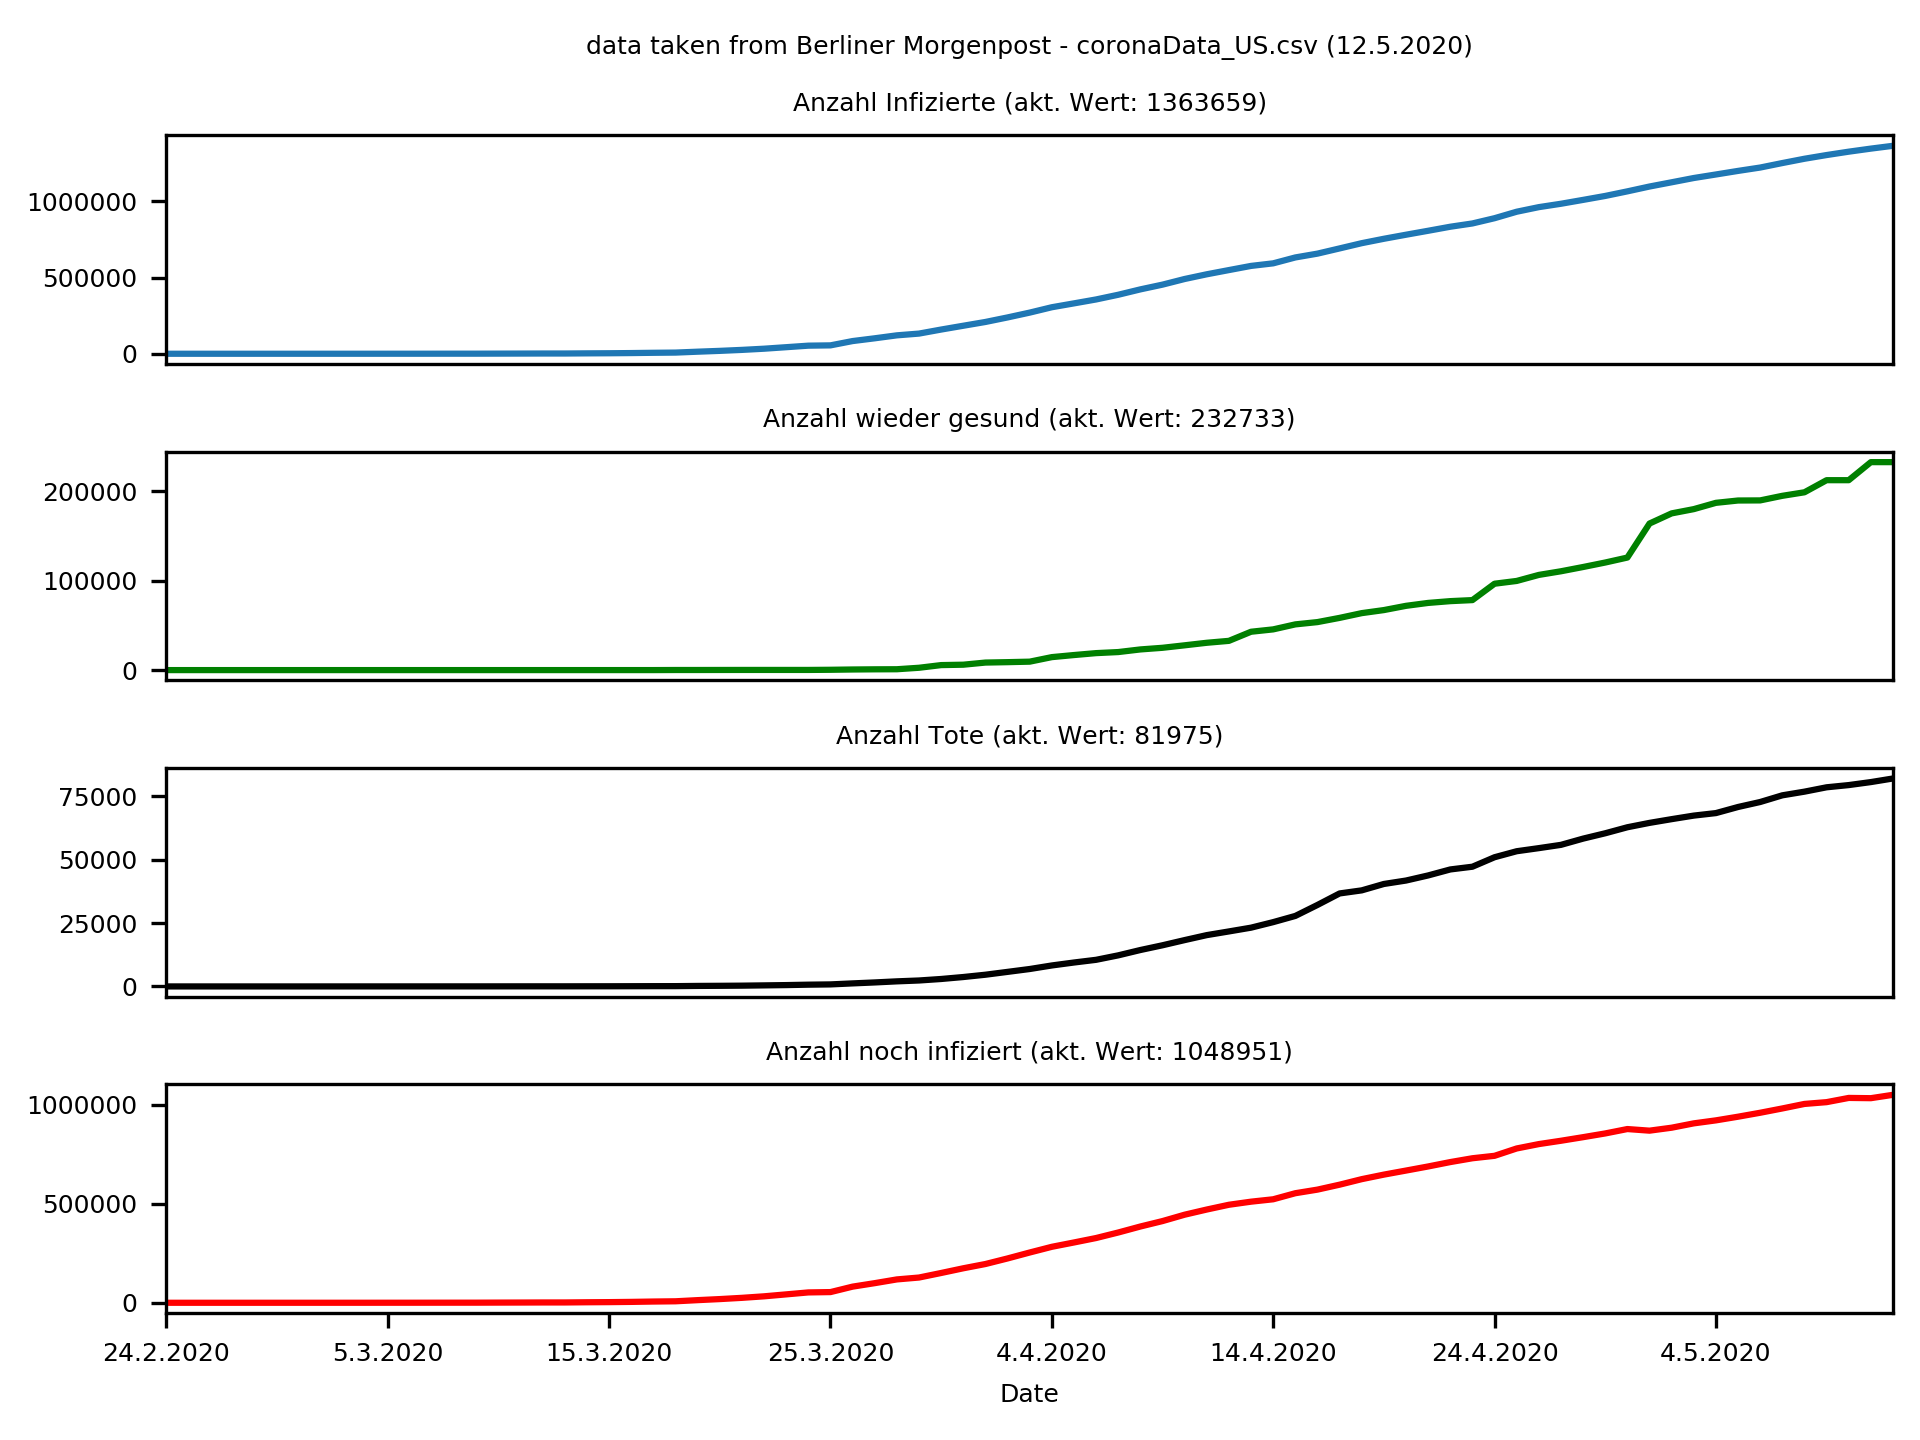 data taken from Berliner Morgenpost - coronaData_US.csv (12.5.2020)
Anzahl Infizierte (akt. Wert: 1363659)
1000000
500000
0
Anzahl wieder gesund (akt. Wert: 232733)
200000
100000
0
Anzahl Tote (akt. Wert: 81975)
75000
50000
25000
0
Anzahl noch infiziert (akt. Wert: 1048951)
1000000
500000
0
24.2.2020 5.3.2020 15.3.2020 25.3.2020 4.4.2020 14.4.2020 24.4.2020 4.5.2020
Date